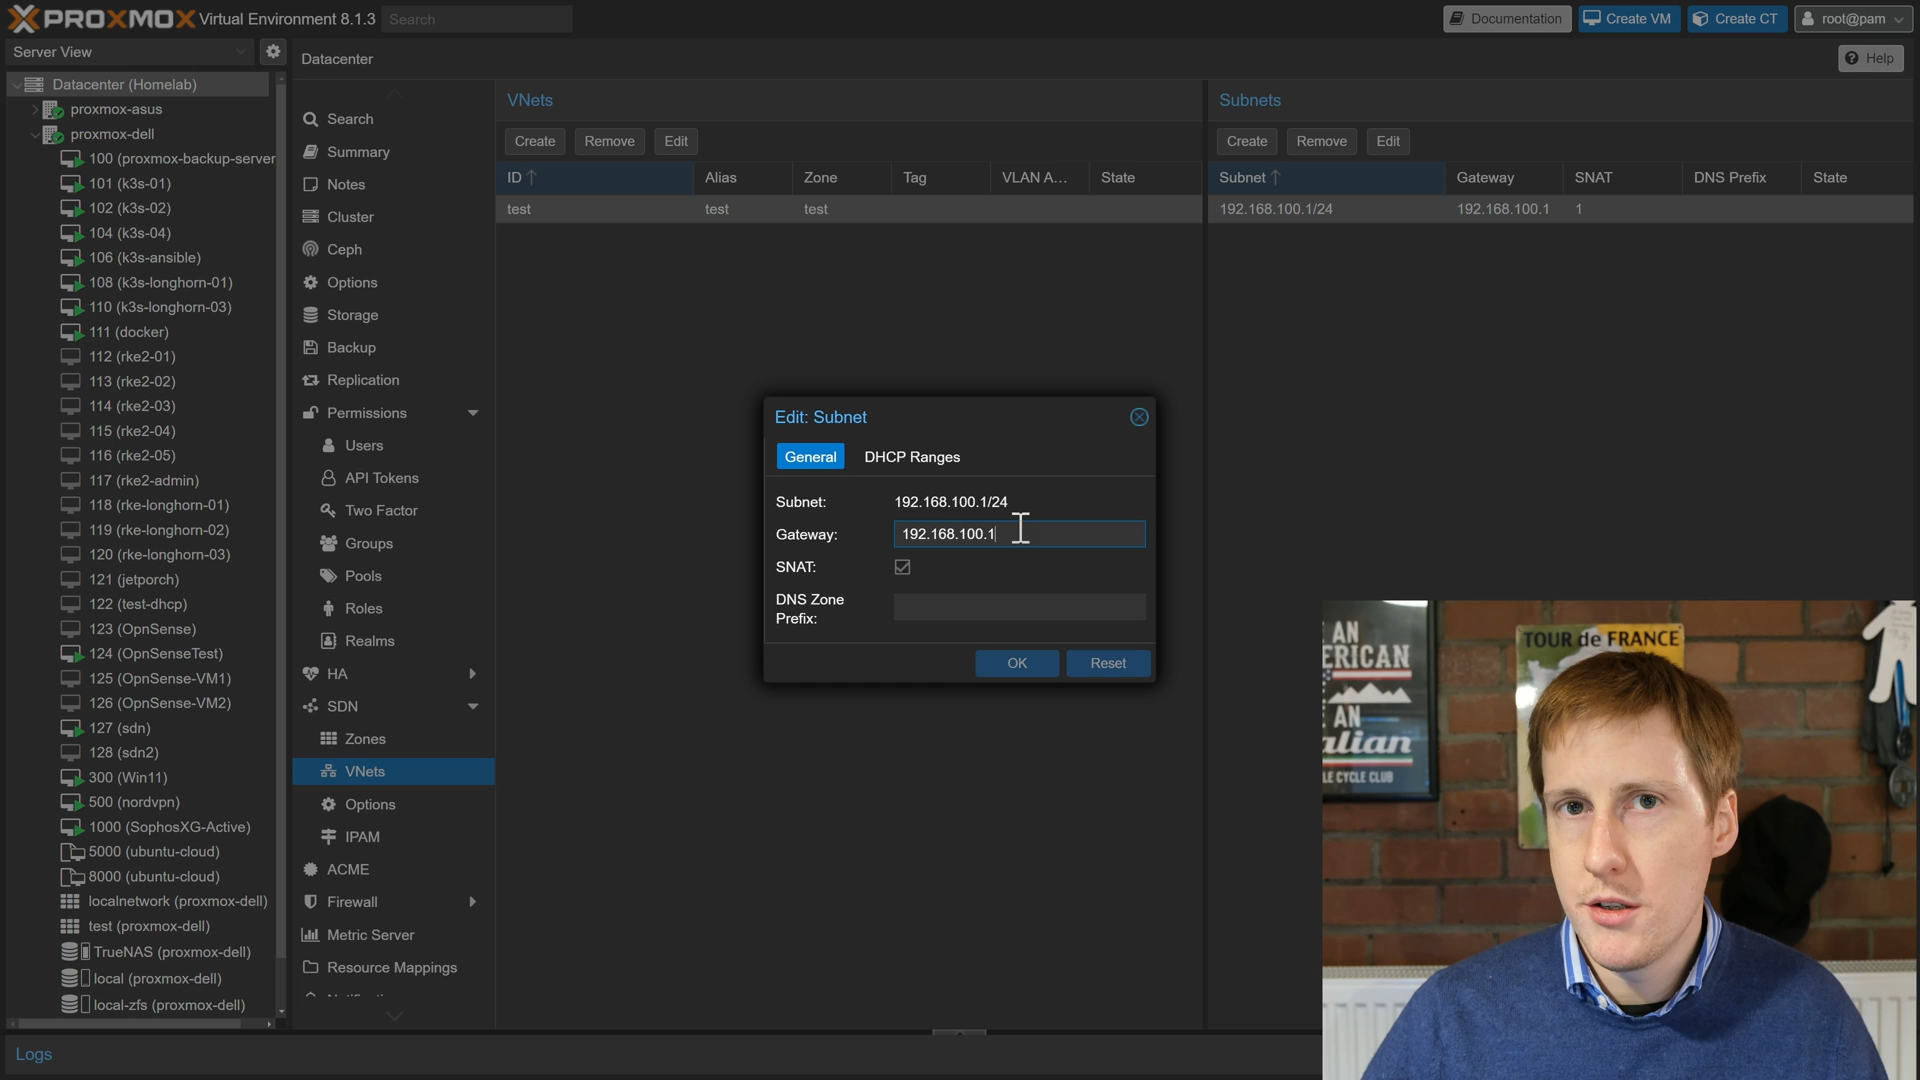 PROXMOX Virtual Environment 8.1.3 Search
Documentation Create VM Create CT root@pam
Server View
Datacenter (Homelab)
proxmox-asus
proxmox-dell
100 (proxmox-backup-server
101 (k3s-01)
102 (k3s-02)
104 (k3s-04)
106 (k3s-ansible)
108 (k3s-longhorn-01)
110 (k3s-longhorn-03)
111 (docker)
112 (rke2-01)
113 (rke2-02)
114 (rke2-03)
115 (rke2-04)
116 (rke2-05)
117 (rke2-admin)
118 (rke-longhorn-01)
119 (rke-longhorn-02)
120 (rke-longhorn-03)
121 (jetporch)
122 (test-dhcp)
123 (OpnSense)
124 (OpnSenseTest)
125 (OpnSense-VM1)
126 (OpnSense-VM2)
127 (sdn)
128 (sdn2)
300 (Win11)
500 (nordvpn)
1000 (SophosXG-Active)
5000 (ubuntu-cloud)
8000 (ubuntu-cloud)
localnetwork (proxmox-dell)
test (proxmox-dell)
TrueNAS (proxmox-dell)
local (proxmox-dell)
local-zfs (proxmox-dell)
Datacenter
Help
Search
Summary
Notes
Cluster
Ceph
Options
Storage
Backup
Replication
Permissions
Users
API Tokens
Two Factor
Groups
Pools
Roles
Realms
HA
SDN
Zones
VNets
Options
IPAM
ACME
Firewall
Metric Server
Resource Mappings
VNets
Create Remove Edit
ID Alias Zone Tag VLAN A... State
test test test
Subnets
Create Remove Edit
Subnet Gateway SNAT DNS Prefix State
192.168.100.1/24 192.168.100.1 1
Edit: Subnet
General DHCP Ranges
Subnet: 192.168.100.1/24
Gateway: 192.168.100.1
SNAT:
DNS Zone
Prefix:
OK Reset
AN
ERICAN
AN
alian
LE CYCLE CLUB
TOUR de FRANCE
Logs